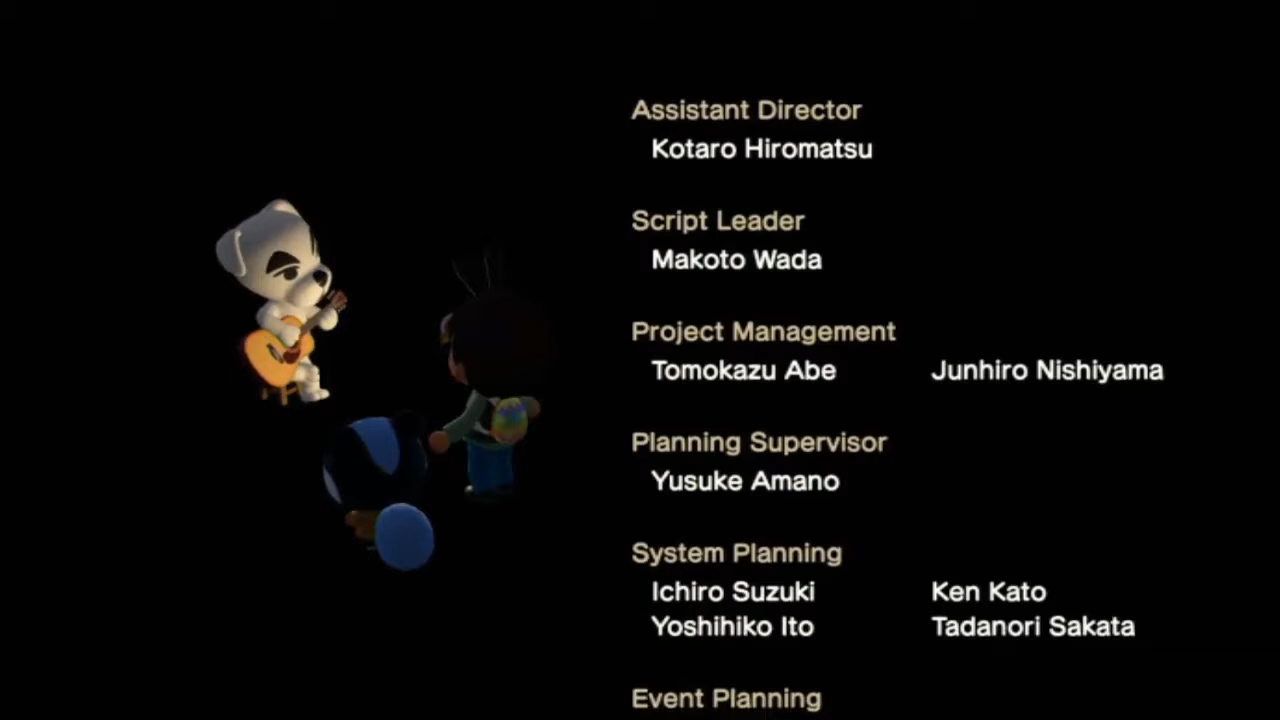 Assistant Director
Kotaro Hiromatsu
Script Leader
Makoto Wada
Project Management
Tomokazu Abe Junhiro Nishiyama
Planning Supervisor
Yusuke Amano
System Planning
Ichiro Suzuki Ken Kato
Yoshihiko Ito Tadanori Sakata
Event Planning